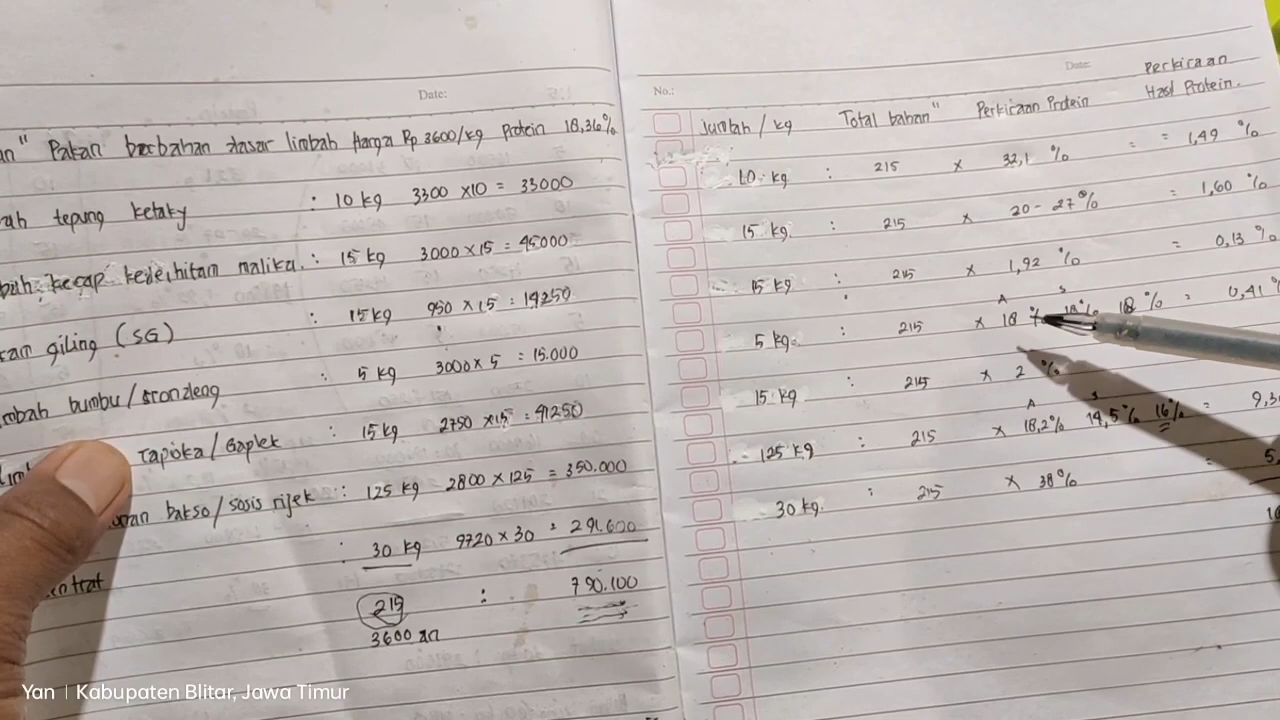 Date:
an" Pakan berbahan dasar limbah Harga Rp 3600/kg Protein 18,36%
ah tepung ketaky : 10 kg 3300 x10 = 33000
bah kecap kedelhitam malika : 15 kg 3000 x 15 = 45000
giling (SG) : 15 kg 950 x 15 = 14250
mbah bumbu/ : 5 kg 3000 x 5 = 15.000
Tapioka / Gaplek : 15 kg 2750 x15 = 41250
bakso/sosis rijek : 125 kg 2800 x 125 = 350.000
ntrat : 30 kg 9720 x 30 = 291.600
215 : 790.100
3600 an
No.:
Date:
Jumlah / kg Total bahan" Perkiraan Protein Perkiraan Hasil Protein.
10 kg : 215 x 32,1 % = 1,49 %
15 kg : 215 x 20 - 27 % = 1,60 %
15 kg : 215 x 1,92 % = 0,13 %
A S
5 kg : 215 x 18 % 18 % 18 % = 0,41 %
15 kg : 215 x 2 %
A S
125 kg : 215 x 18,2% 14,5% 16% = 9,3
30 kg. : 215 x 38 % = 5,
Yan | Kabupaten Blitar, Jawa Timur